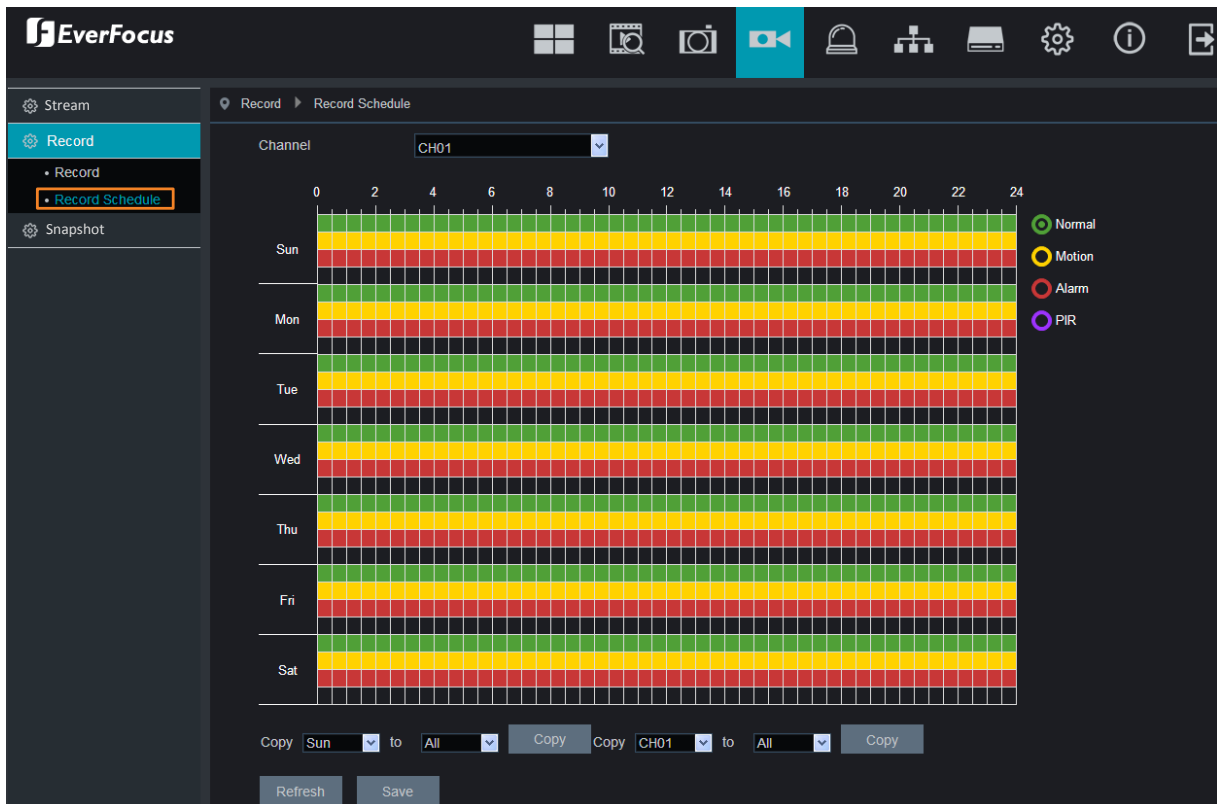 EverFocus
Stream
Record
Record
Record Schedule
Snapshot
Record Record Schedule
Channel CH01
0 2 4 6 8 10 12 14 16 18 20 22 24
Sun
Mon
Tue
Wed
Thu
Fri
Sat
Normal
Motion
Alarm
PIR
Copy Sun to All Copy Copy CH01 to All Copy
Refresh Save